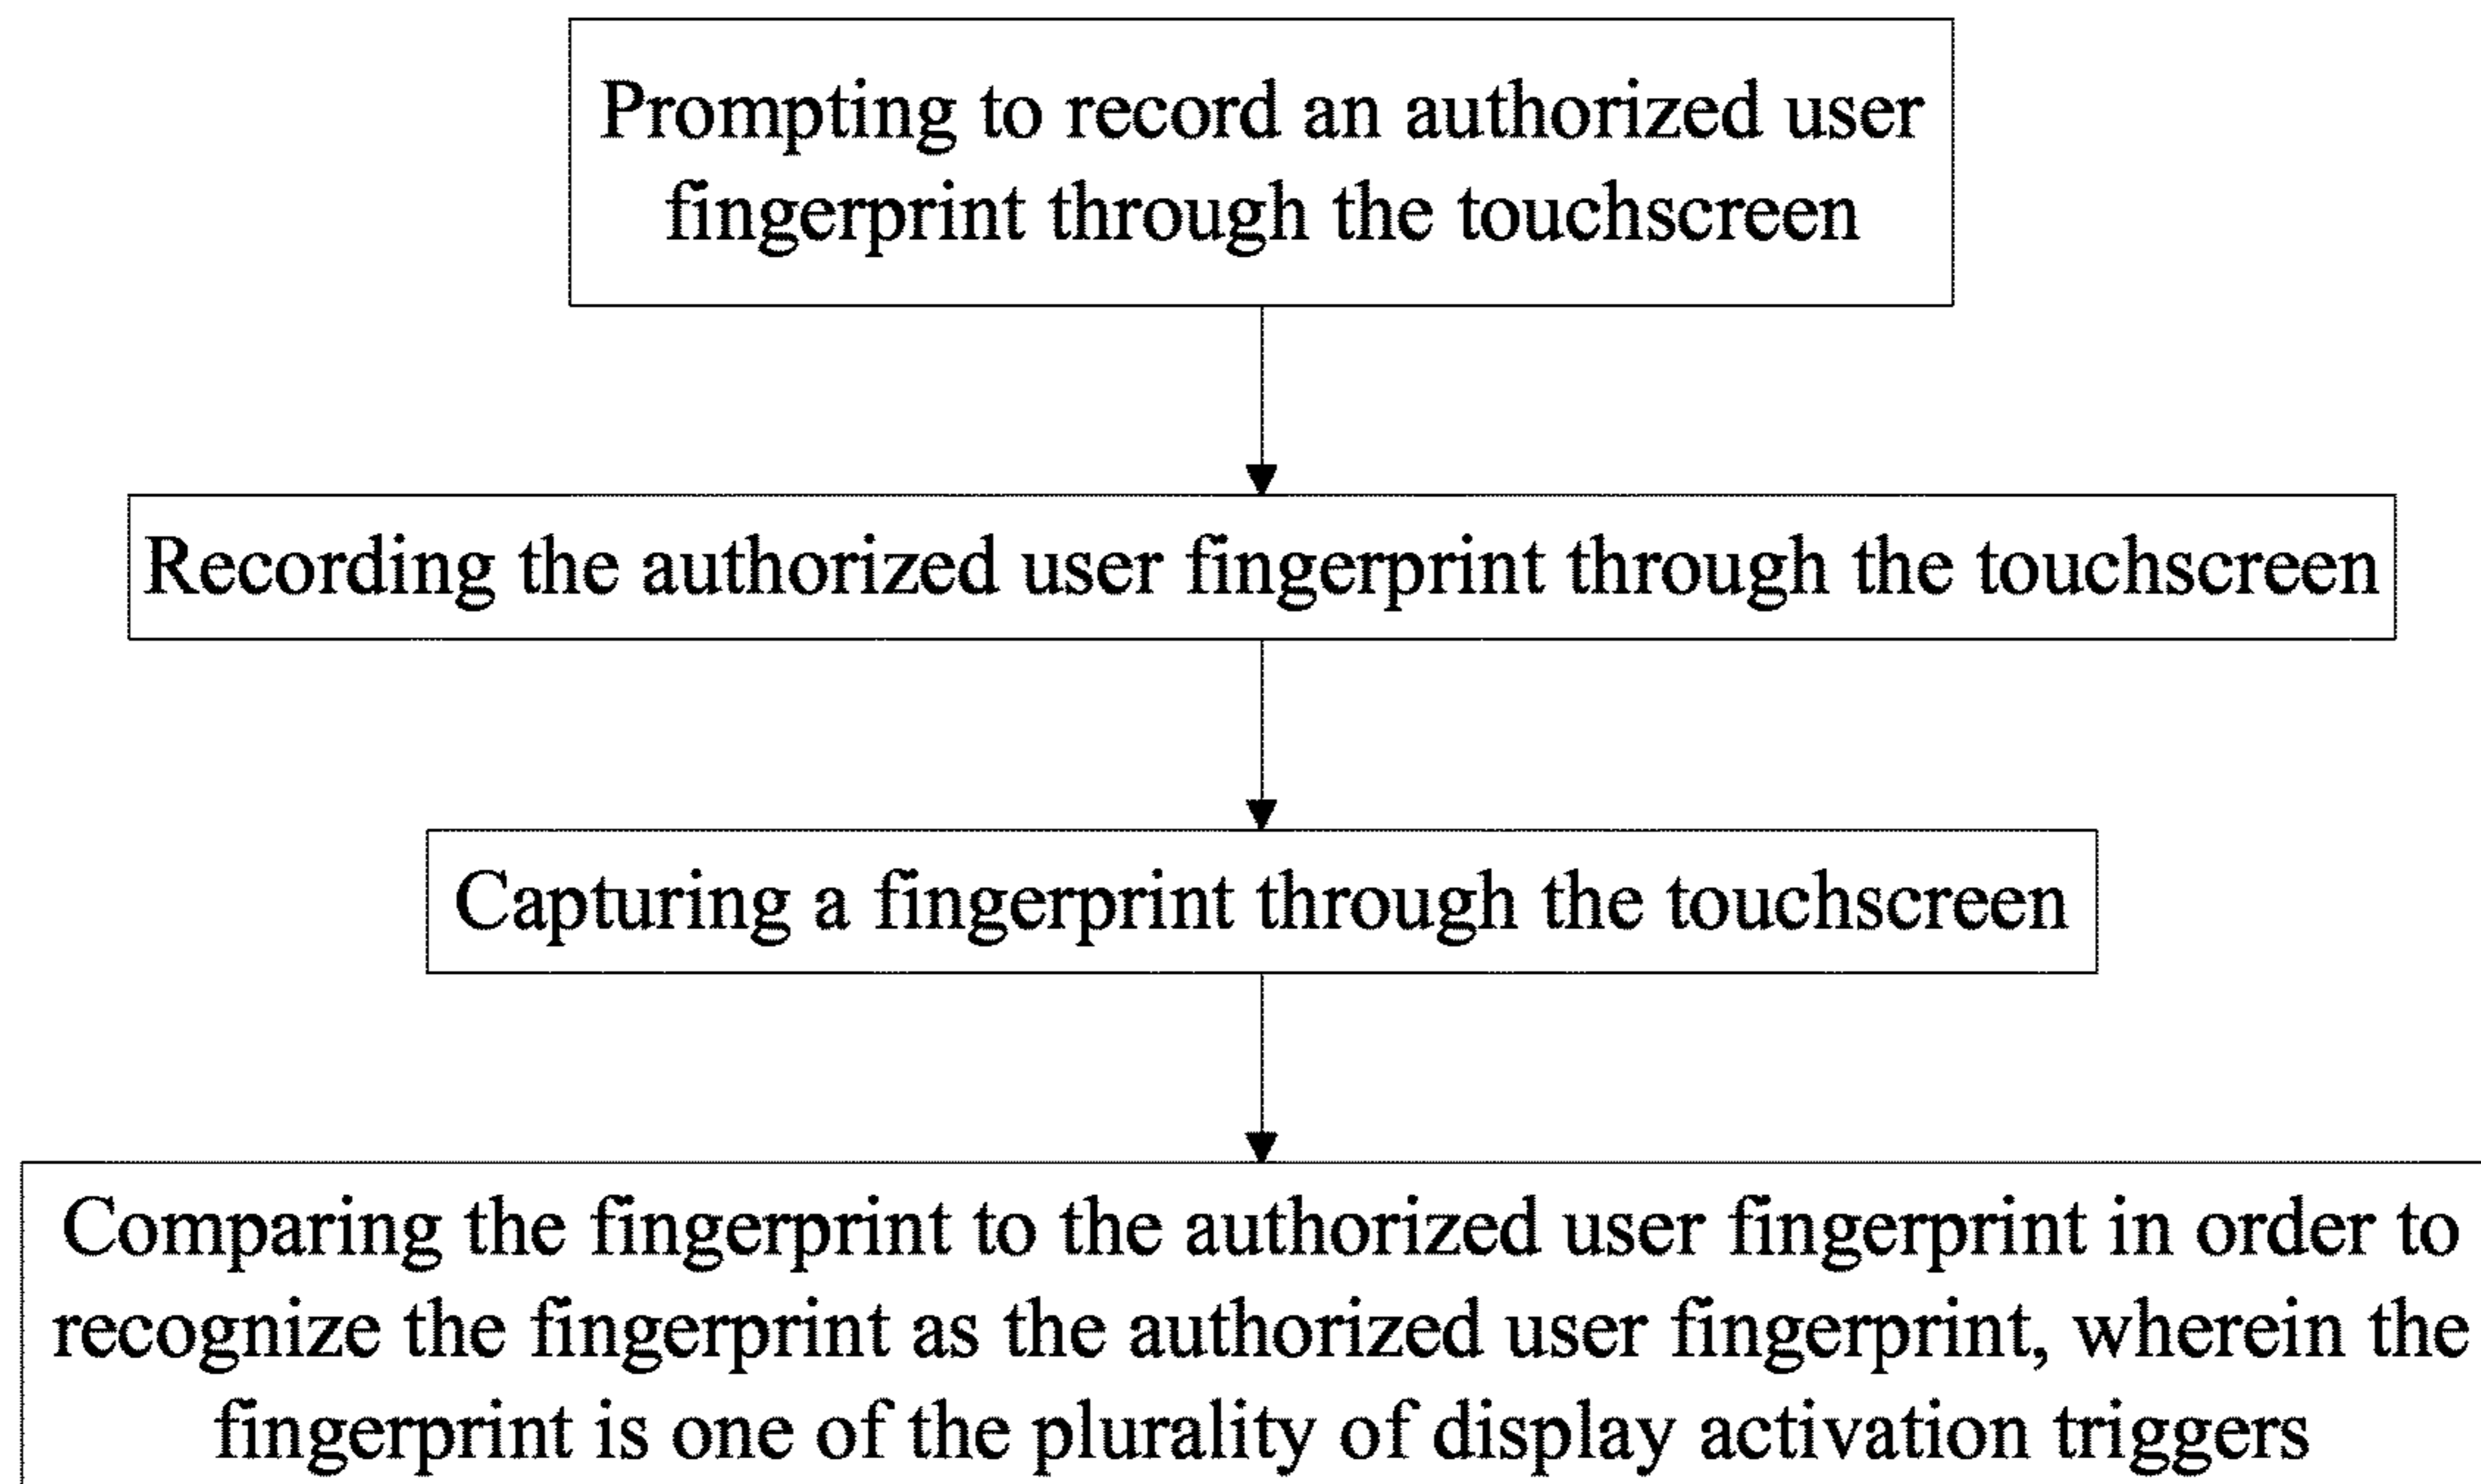 Prompting to record an authorized user
fingerprint through the touchscreen
Recording the authorized user fingerprint through the touchscreen
Capturing a fingerprint through the touchscreen
Comparing the fingerprint to the authorized user fingerprint in order to
recognize the fingerprint as the authorized user fingerprint, wherein the
fingerprint is one of the plurality of display activation triggers